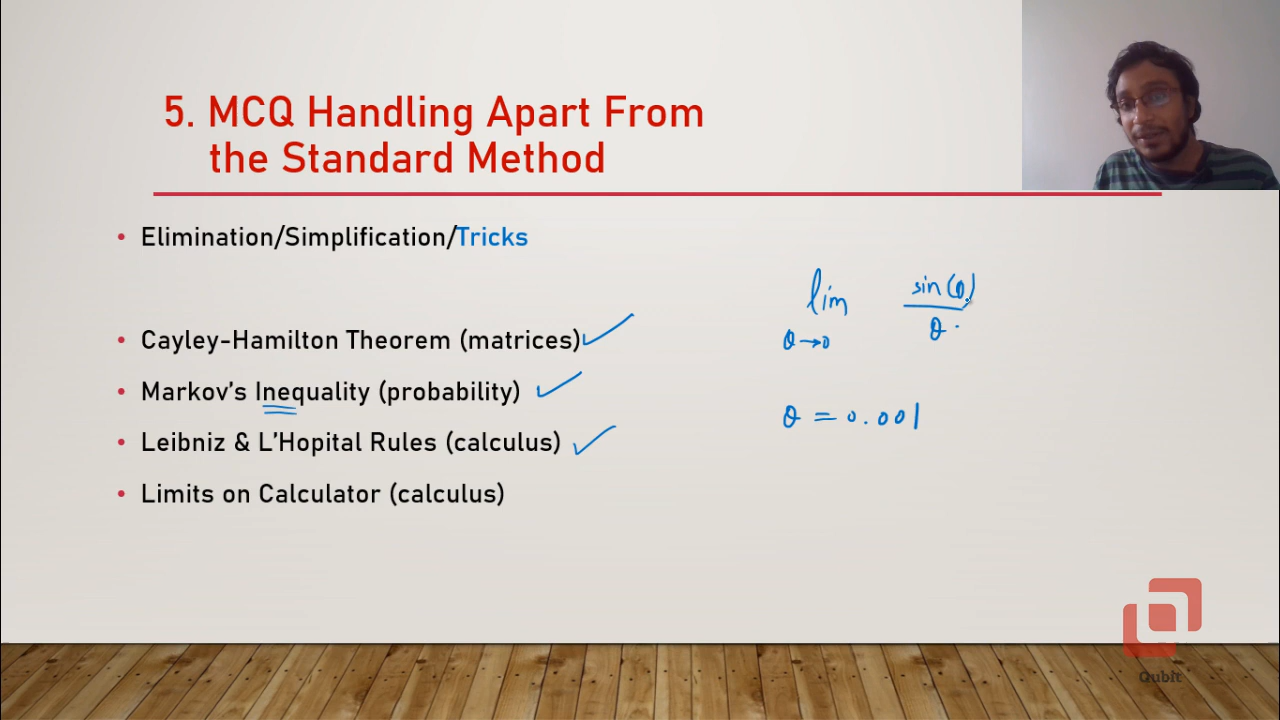 5. MCQ Handling Apart From
the Standard Method
• Elimination/Simplification/Tricks
• Cayley-Hamilton Theorem (matrices)
• Markov's Inequality (probability)
• Leibniz & L'Hopital Rules (calculus)
• Limits on Calculator (calculus)
lim sin(θ)
θ→0 θ
θ = 0.001
Qubit